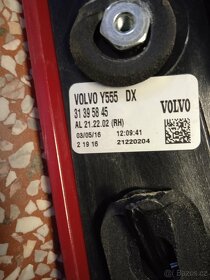 VOLVO Y555 DX
31 39 58 45
AL 21.22.02 (RH)
03/05/16 12:09:41
2 19 16 21220204
VOLVO